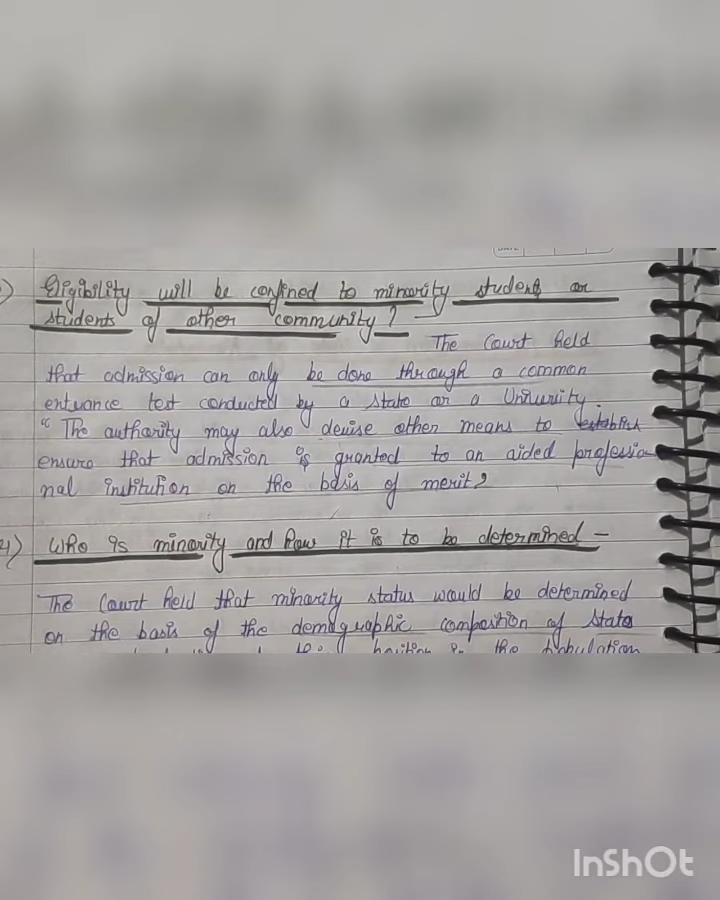 Eligibility will be confined to minority students or
students of other community? -
The Court held
that admission can only be done through a common
entrance test conducted by a state or a University.
"The authority may also devise other means to establish
ensure that admission is granted to an aided professio
nal institution on the basis of merit"
4) Who is minority and how it is to be determined -
The Court held that minority status would be determined
on the basis of the demographic composition of State
the population
InShOt